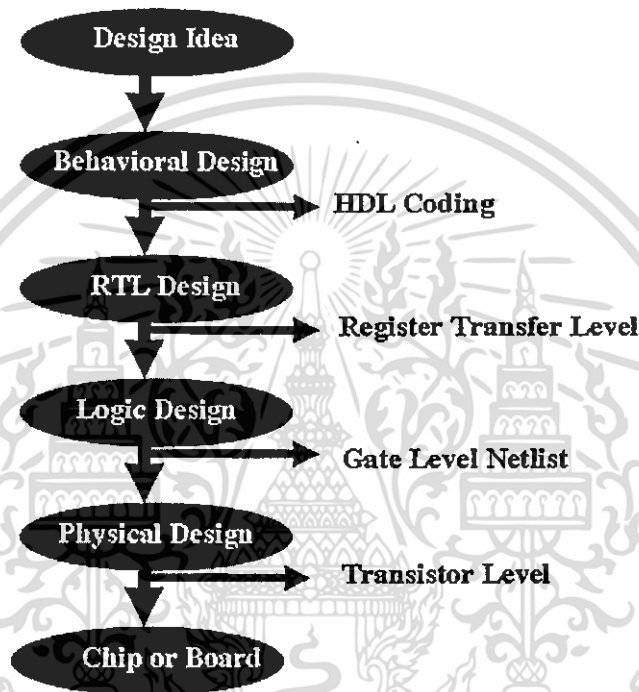 Design Idea
Behavioral Design
HDL Coding
RTL Design
Register Transfer Level
Logic Design
Gate Level Netlist
Physical Design
Transistor Level
Chip or Board